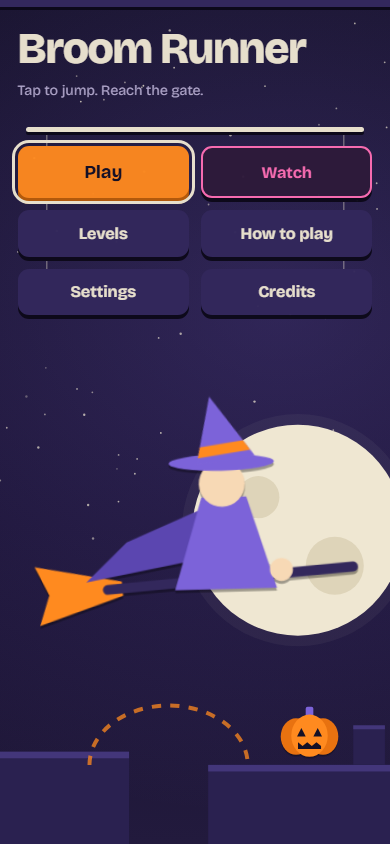 Broom Runner
Tap to jump. Reach the gate.
Play
Watch
Levels
How to play
Settings
Credits